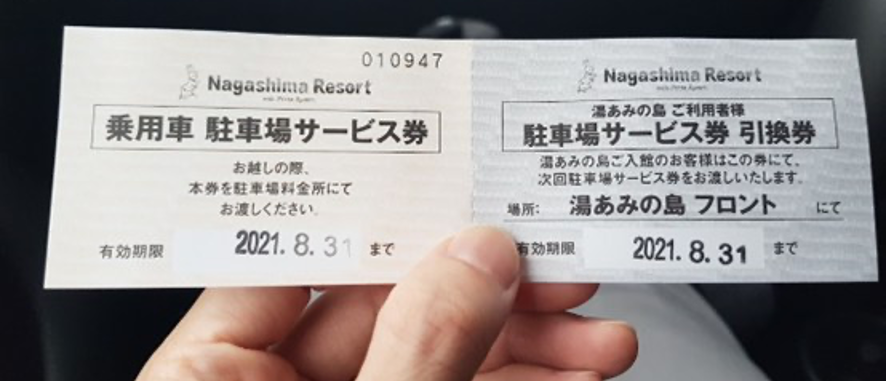 010947
Nagashima Resort
乗用車 駐車場サービス券
お越しの際、
本券を駐車場料金所にて
お渡しください。
有効期限 2021. 8. 31 まで
Nagashima Resort
湯あみの島 ご利用者様
駐車場サービス券 引換券
湯あみの島ご入館のお客様はこの券にて、
次回駐車場サービス券をお渡しいたします。
場所: 湯あみの島 フロント にて
有効期限 2021. 8. 31 まで